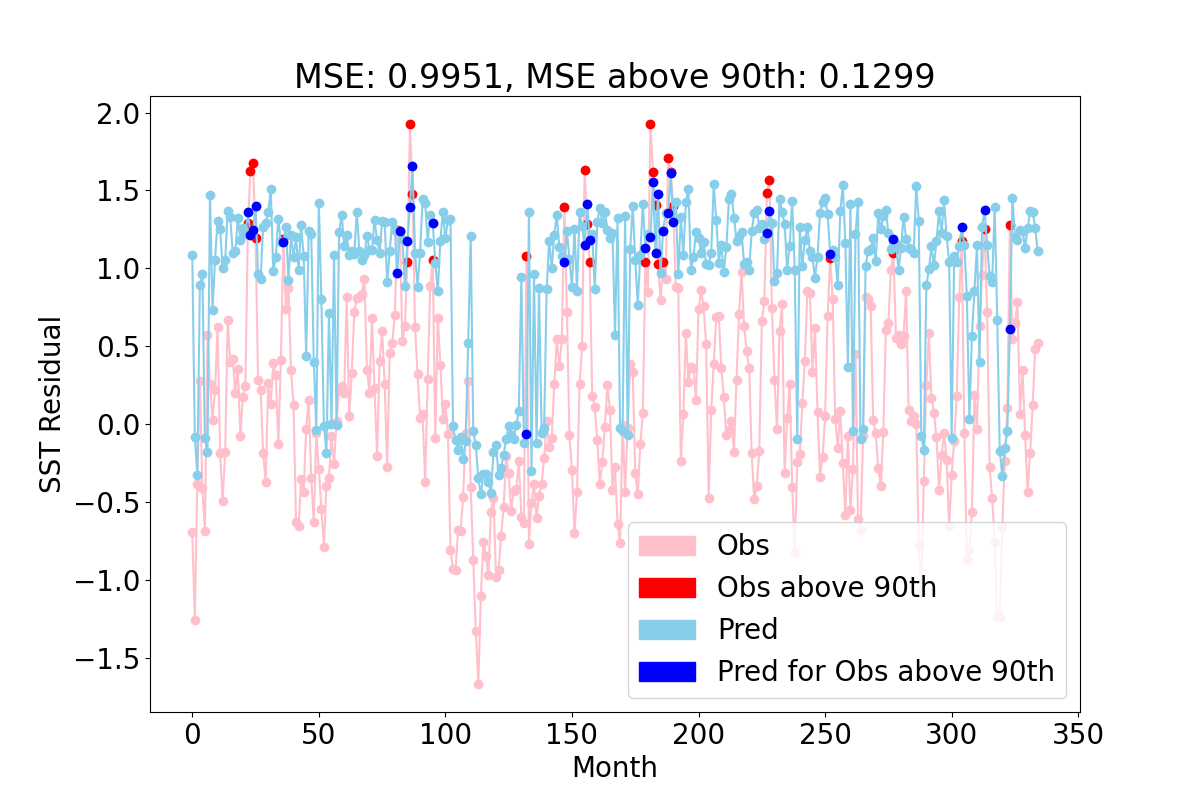 MSE: 0.9951, MSE above 90th: 0.1299
2.0
1.5
1.0
0.5
0.0
−0.5
−1.0
−1.5
SST Residual
Obs
Obs above 90th
Pred
Pred for Obs above 90th
0 50 100 150 200 250 300 350
Month